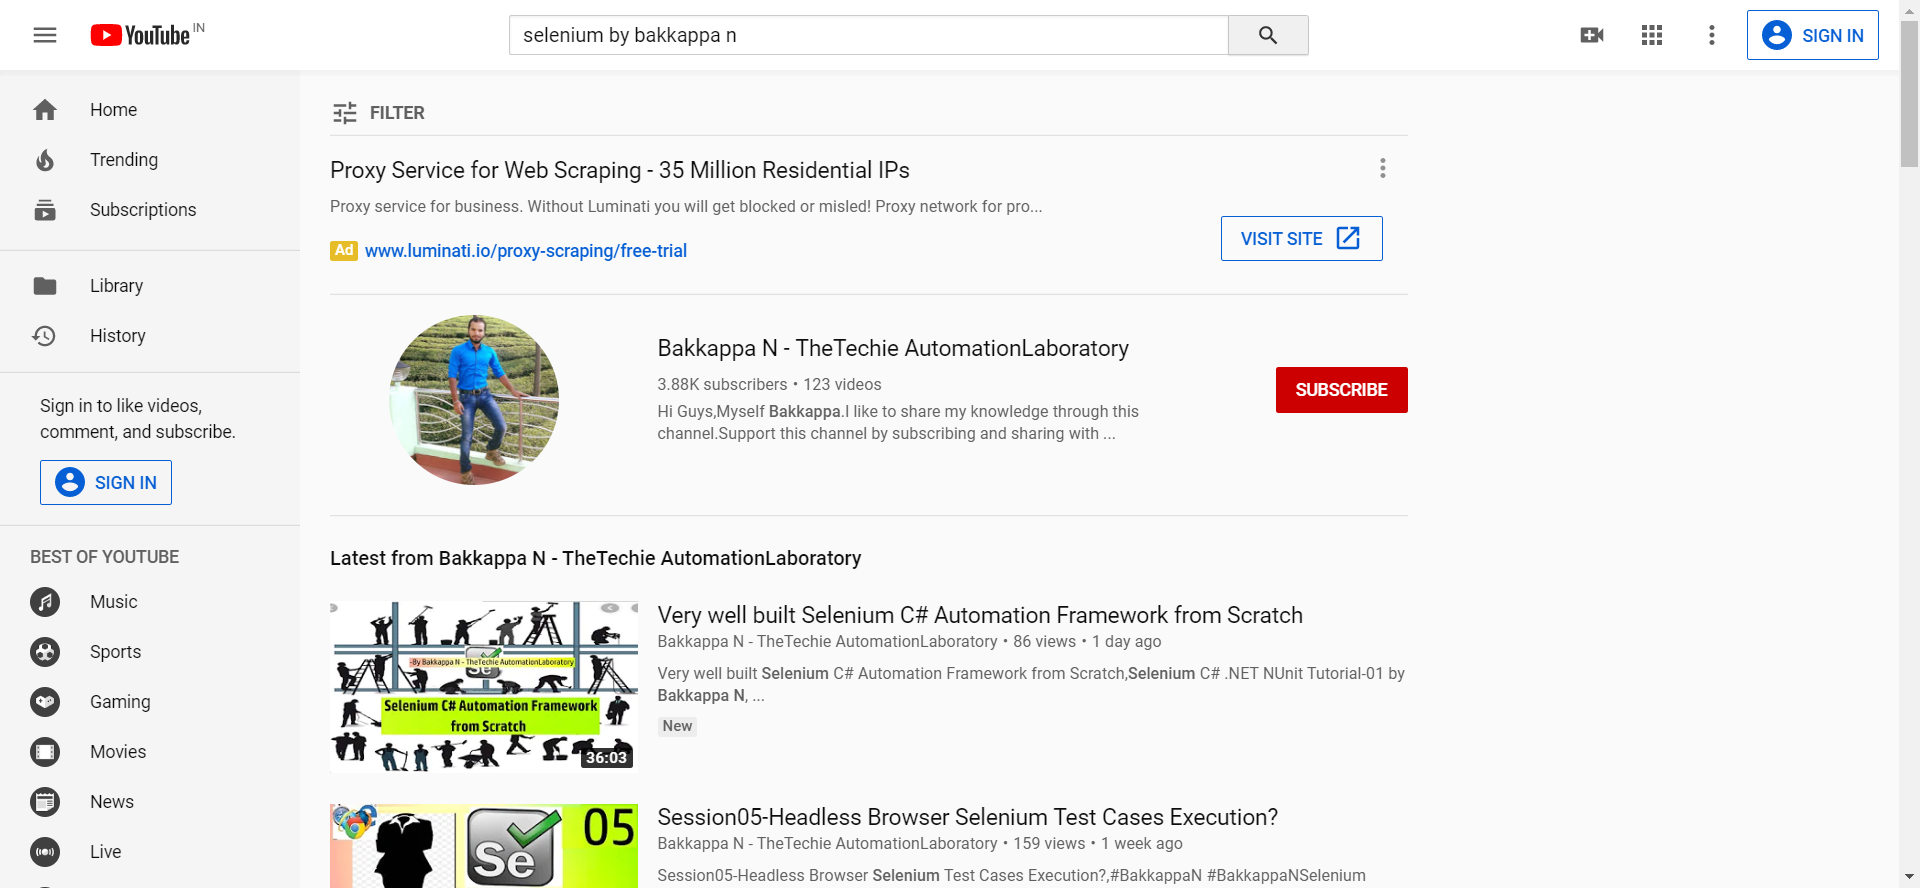 YouTube IN
selenium by bakkappa n
SIGN IN
Home
Trending
Subscriptions
Library
History
Sign in to like videos,
comment, and subscribe.
SIGN IN
BEST OF YOUTUBE
Music
Sports
Gaming
Movies
News
Live
FILTER
Proxy Service for Web Scraping - 35 Million Residential IPs
Proxy service for business. Without Luminati you will get blocked or misled! Proxy network for pro...
Ad www.luminati.io/proxy-scraping/free-trial
VISIT SITE
Bakkappa N - TheTechie AutomationLaboratory
3.88K subscribers • 123 videos
Hi Guys,Myself Bakkappa.I like to share my knowledge through this
channel.Support this channel by subscribing and sharing with ...
SUBSCRIBE
Latest from Bakkappa N - TheTechie AutomationLaboratory
-By Bakkappa N - TheTechie AutomationLaboratory
Se
Selenium C# Automation Framework
from Scratch
36:03
Very well built Selenium C# Automation Framework from Scratch
Bakkappa N - TheTechie AutomationLaboratory • 86 views • 1 day ago
Very well built Selenium C# Automation Framework from Scratch,Selenium C# .NET NUnit Tutorial-01 by
Bakkappa N, ...
New
Se
05
Session05-Headless Browser Selenium Test Cases Execution?
Bakkappa N - TheTechie AutomationLaboratory • 159 views • 1 week ago
Session05-Headless Browser Selenium Test Cases Execution?,#BakkappaN #BakkappaNSelenium